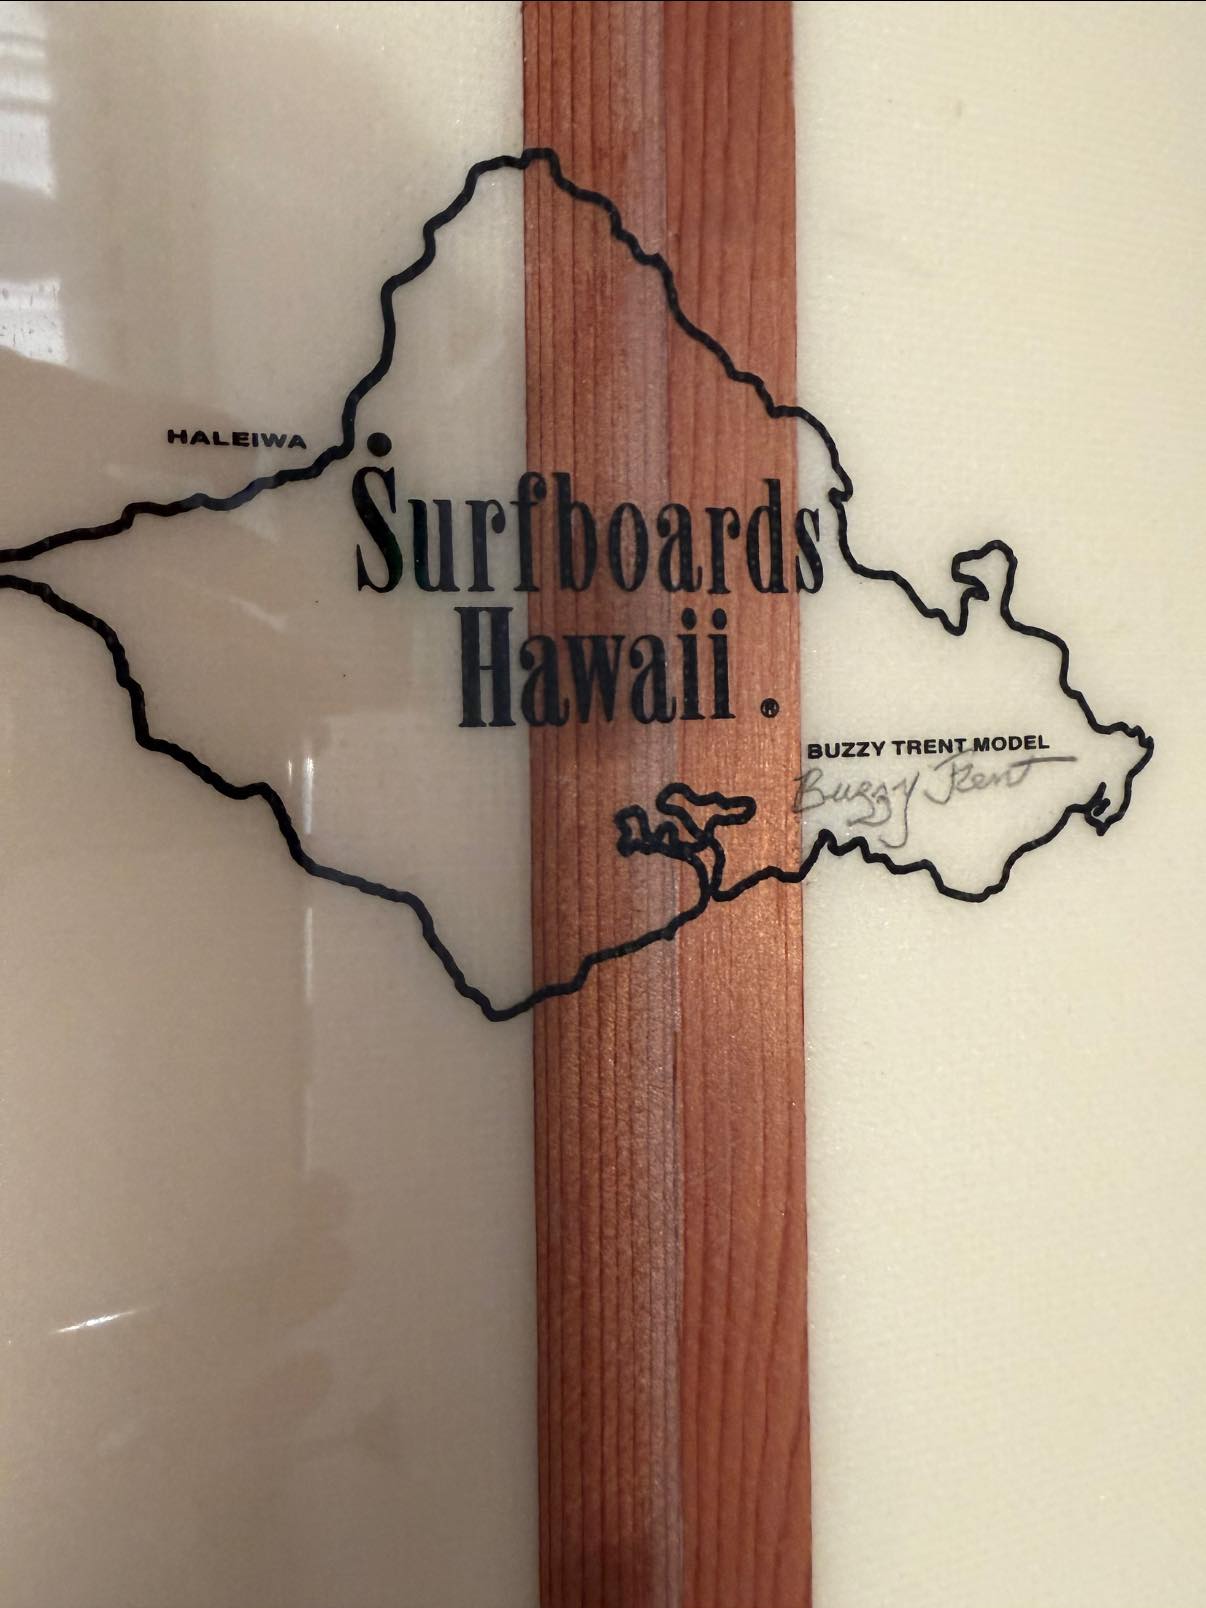 HALEIWA
Surfboards
Hawaii ®
BUZZY TRENT MODEL
Buzzy Trent